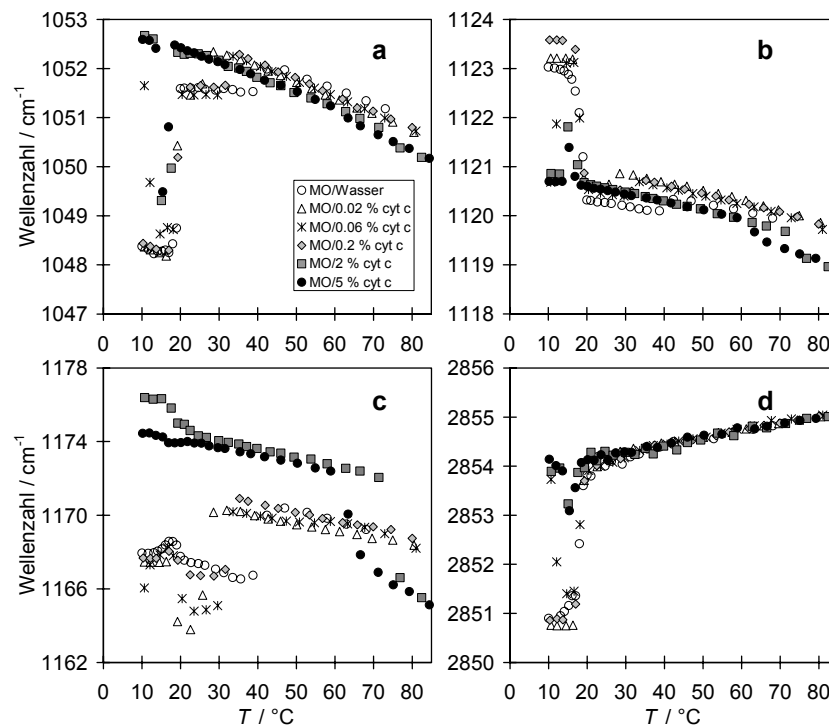 1053
1052
1051
1050
1049
1048
1047
0 10 20 30 40 50 60 70 80
Wellenzahl / cm-1
a
MO/Wasser
MO/0.02 % cyt c
MO/0.06 % cyt c
MO/0.2 % cyt c
MO/2 % cyt c
MO/5 % cyt c
1124
1123
1122
1121
1120
1119
1118
0 10 20 30 40 50 60 70 80
b
1178
1174
1170
1166
1162
0 10 20 30 40 50 60 70 80
Wellenzahl / cm-1
T / °C
c
2856
2855
2854
2853
2852
2851
2850
0 10 20 30 40 50 60 70 80
T / °C
d